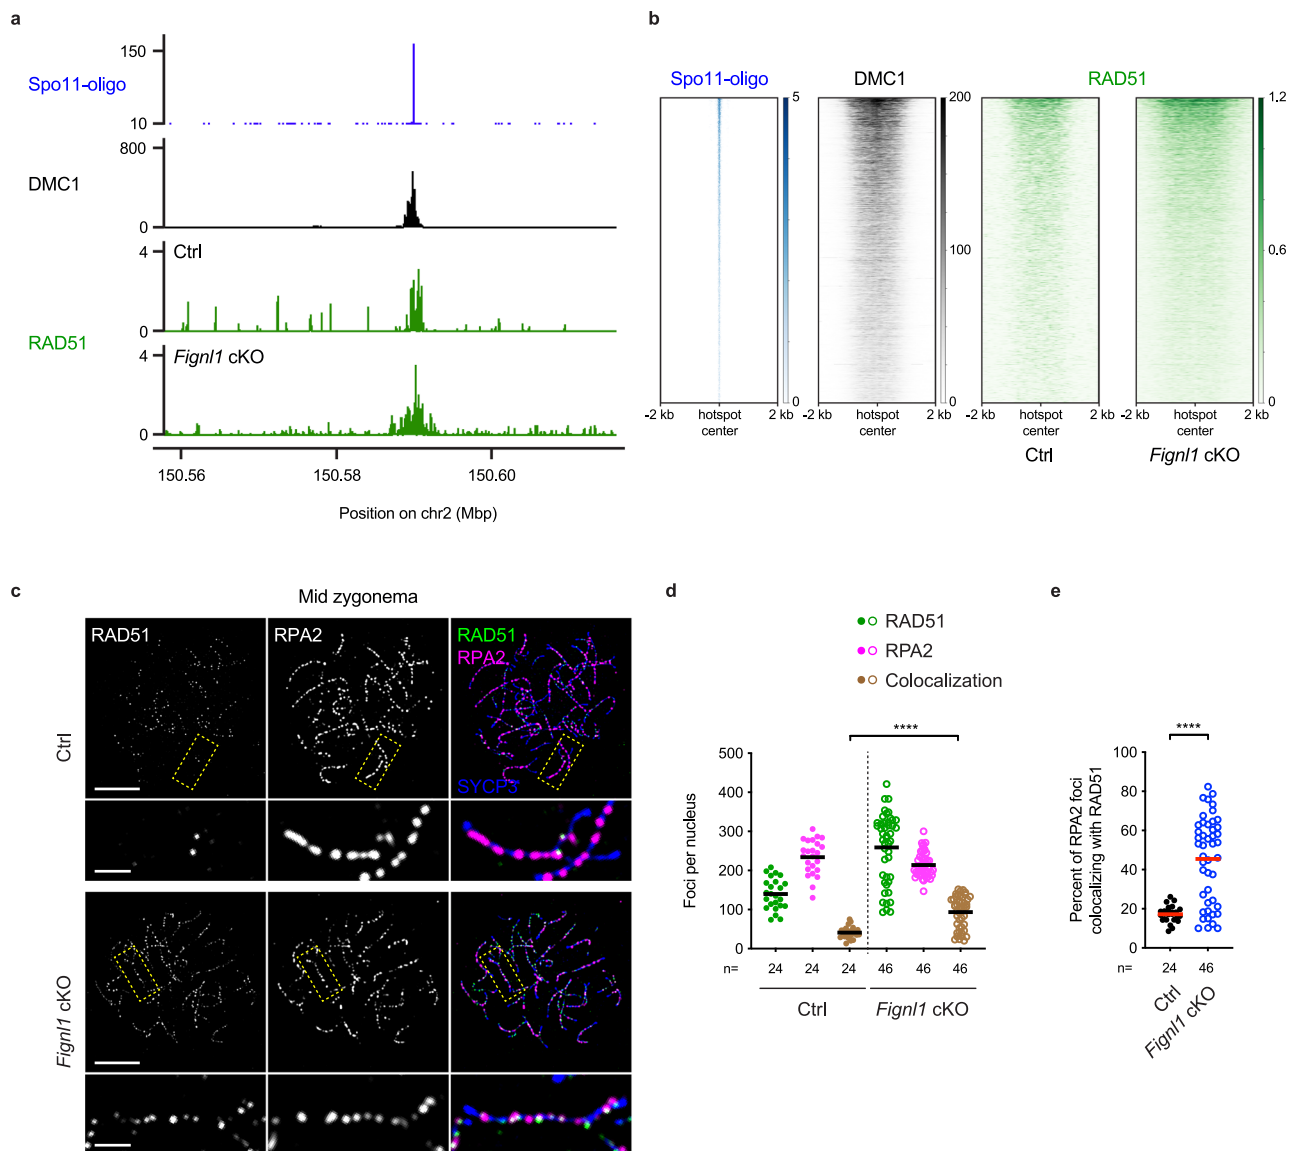 a
150
Spo11-oligo
10
800
DMC1
0
4
Ctrl
0
RAD51
4
Fignl1 cKO
0
150.56 150.58 150.60
Position on chr2 (Mbp)
b
Spo11-oligo DMC1 RAD51
5 200 1.2
100 0.6
0 0 0
-2 kb hotspot center 2 kb -2 kb hotspot center 2 kb -2 kb hotspot center 2 kb -2 kb hotspot center 2 kb
Ctrl Fignl1 cKO
c
Mid zygonema
RAD51 RPA2 RAD51
RPA2
SYCP3
Ctrl
Fignl1 cKO
d
RAD51
RPA2
Colocalization
****
Foci per nucleus
500
400
300
200
100
0
n= 24 24 24 46 46 46
Ctrl Fignl1 cKO
e
****
Percent of RPA2 foci
colocalizing with RAD51
100
80
60
40
20
0
n= 24 46
Ctrl
Fignl1 cKO